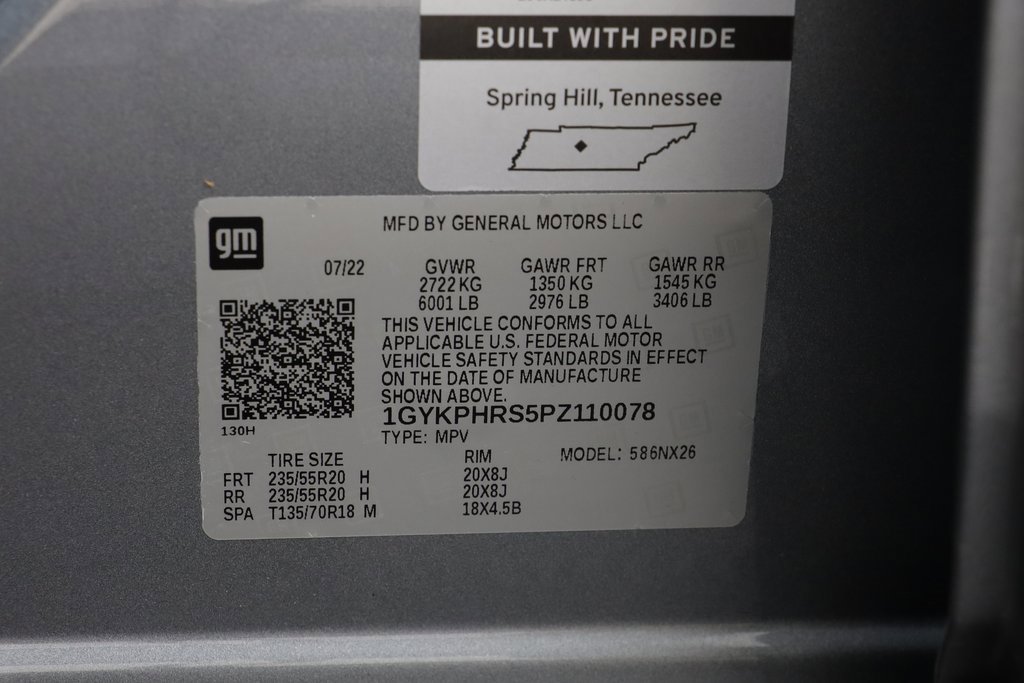 BUILT WITH PRIDE
Spring Hill, Tennessee
gm
MFD BY GENERAL MOTORS LLC
07/22
GVWR GAWR FRT GAWR RR
2722 KG 1350 KG 1545 KG
6001 LB 2976 LB 3406 LB
THIS VEHICLE CONFORMS TO ALL
APPLICABLE U.S. FEDERAL MOTOR
VEHICLE SAFETY STANDARDS IN EFFECT
ON THE DATE OF MANUFACTURE
SHOWN ABOVE.
1GYKPHRS5PZ110078
130H
TYPE: MPV
TIRE SIZE RIM MODEL: 586NX26
FRT 235/55R20 H 20X8J
RR 235/55R20 H 20X8J
SPA T135/70R18 M 18X4.5B